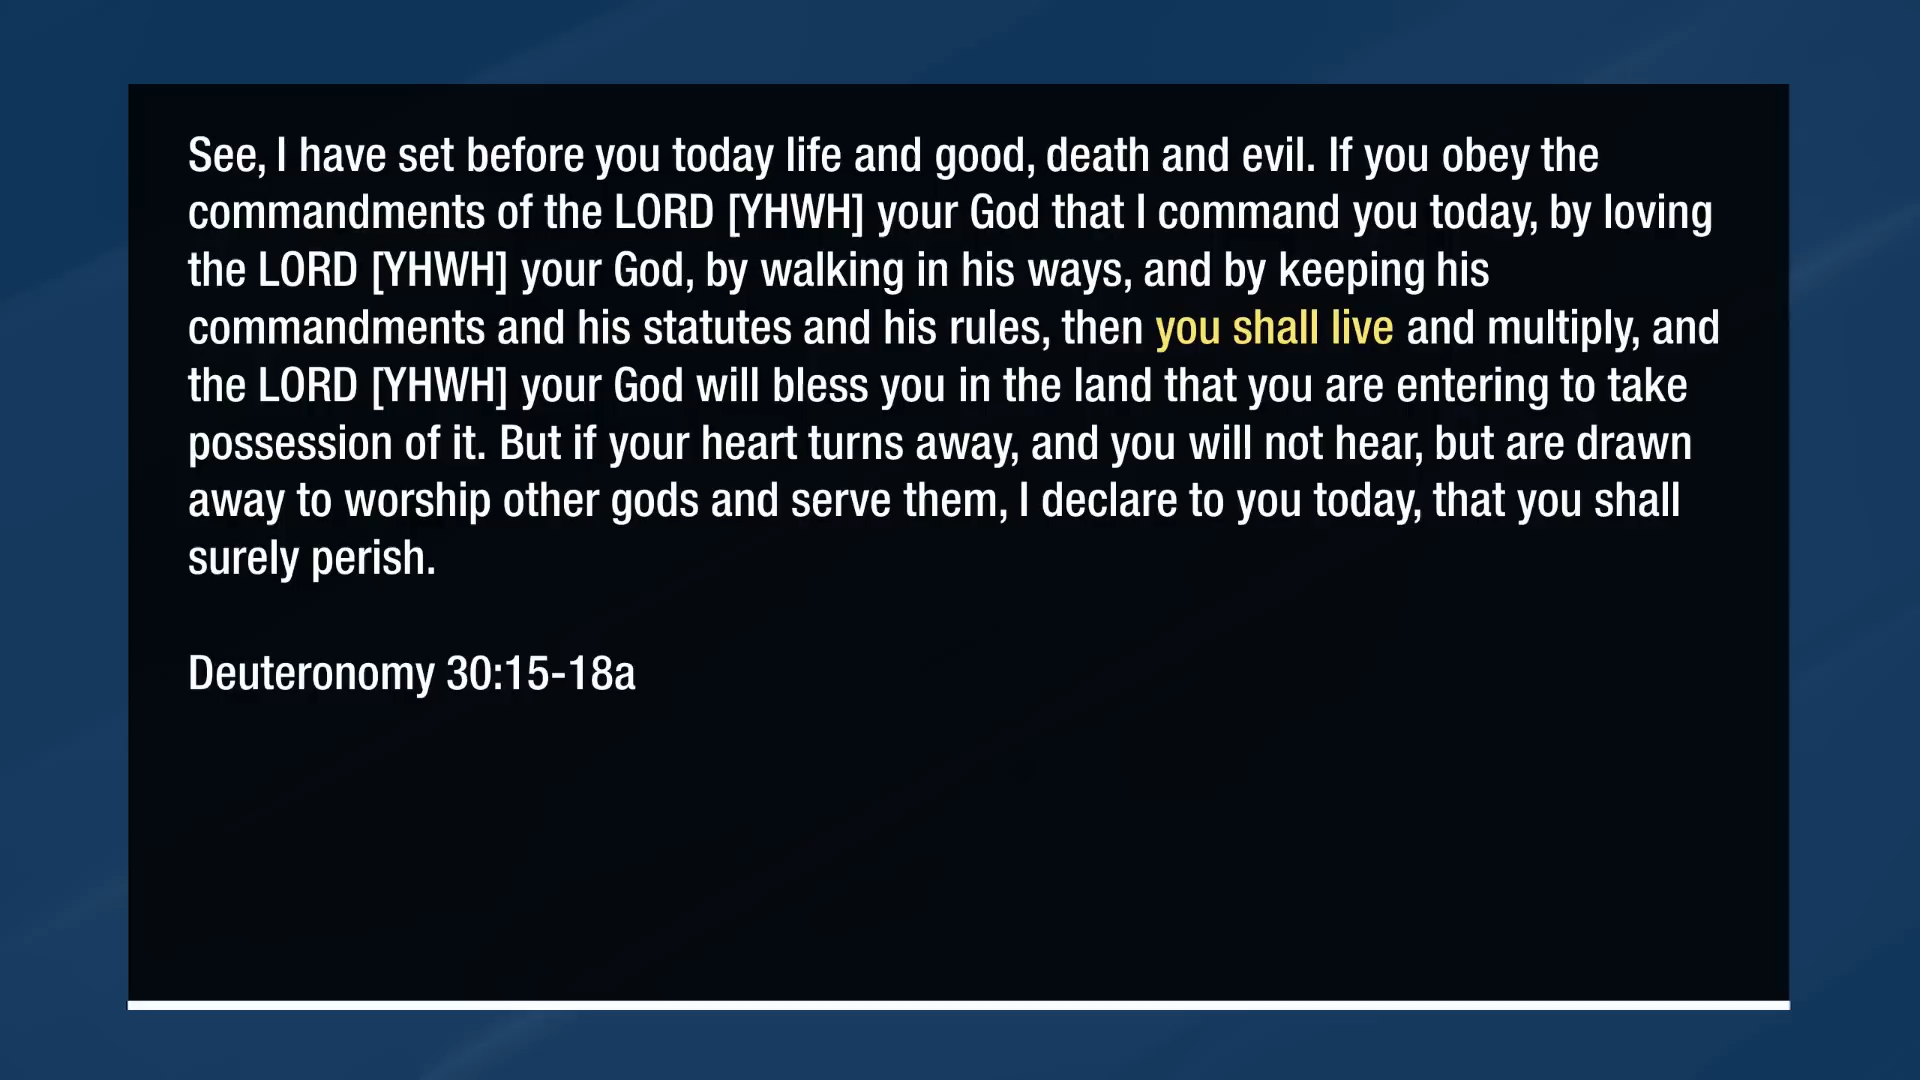 See, I have set before you today life and good, death and evil. If you obey the
commandments of the LORD [YHWH] your God that I command you today, by loving
the LORD [YHWH] your God, by walking in his ways, and by keeping his
commandments and his statutes and his rules, then you shall live and multiply, and
the LORD [YHWH] your God will bless you in the land that you are entering to take
possession of it. But if your heart turns away, and you will not hear, but are drawn
away to worship other gods and serve them, I declare to you today, that you shall
surely perish.
Deuteronomy 30:15-18a